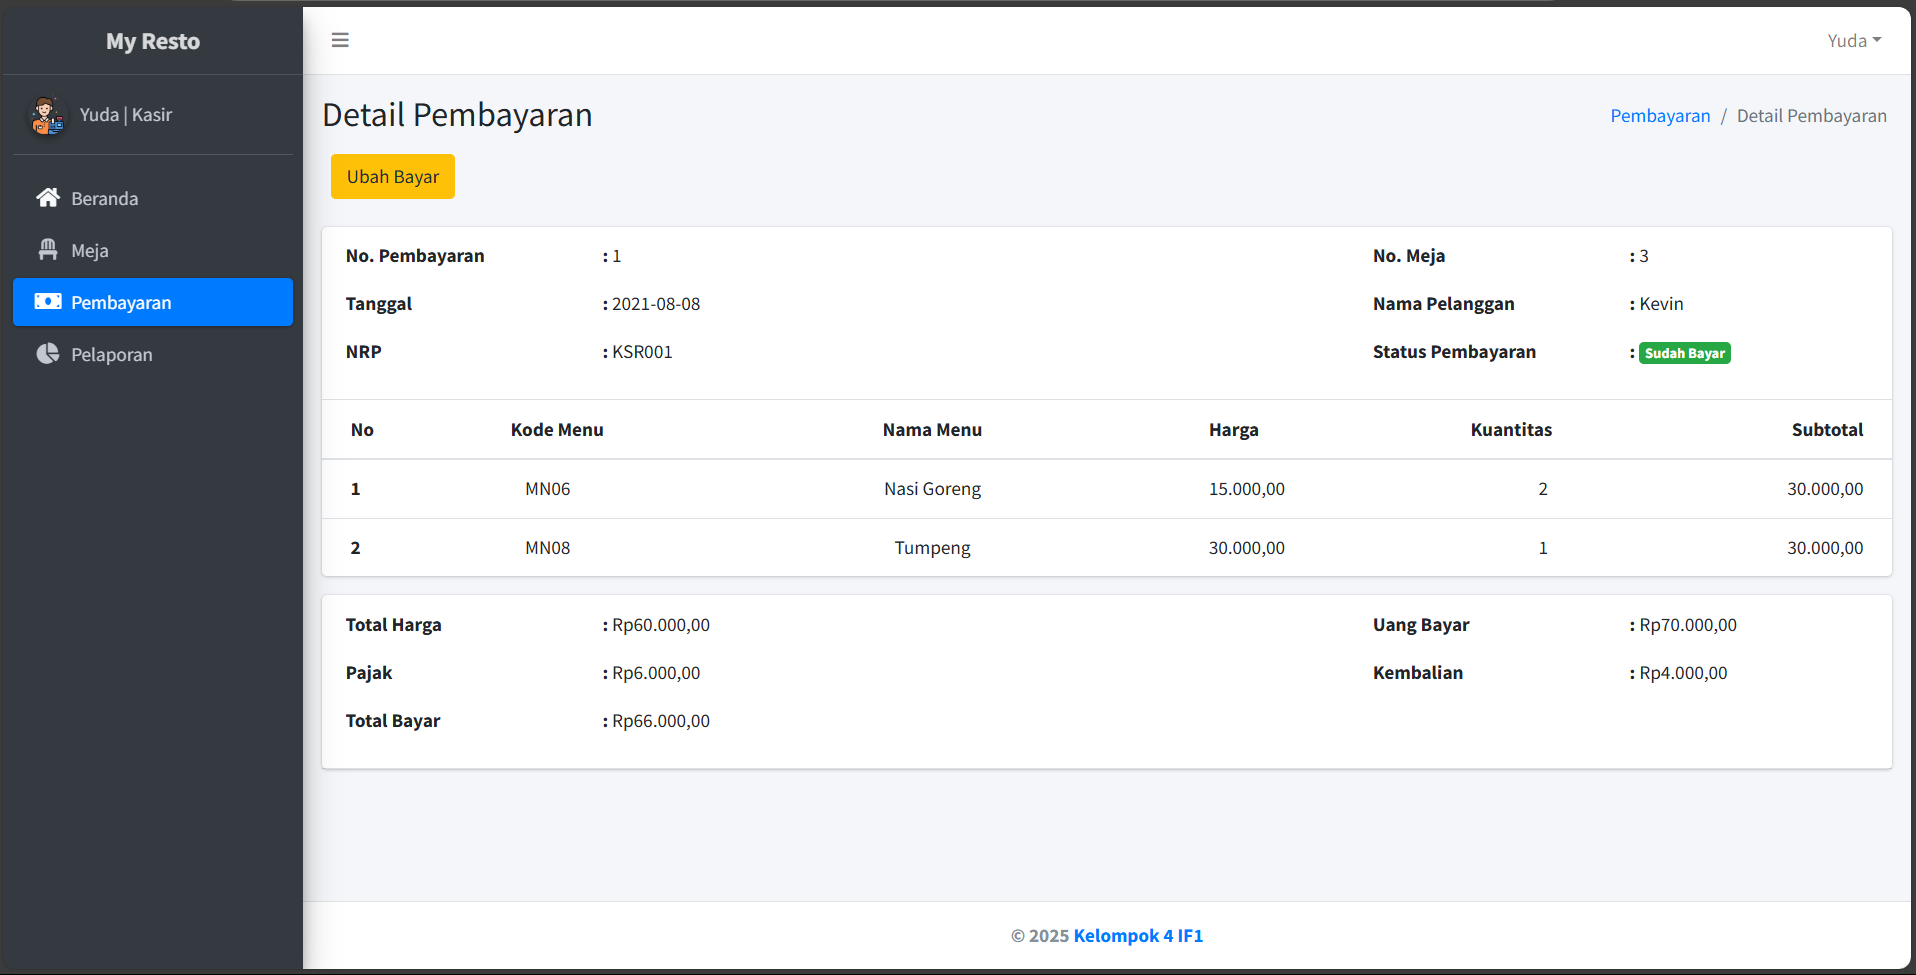 My Resto
Yuda
Yuda | Kasir
Beranda
Meja
Pembayaran
Pelaporan
Detail Pembayaran
Pembayaran / Detail Pembayaran
Ubah Bayar
No. Pembayaran : 1 No. Meja : 3
Tanggal : 2021-08-08 Nama Pelanggan : Kevin
NRP : KSR001 Status Pembayaran : Sudah Bayar
No Kode Menu Nama Menu Harga Kuantitas Subtotal
1 MN06 Nasi Goreng 15.000,00 2 30.000,00
2 MN08 Tumpeng 30.000,00 1 30.000,00
Total Harga : Rp60.000,00 Uang Bayar : Rp70.000,00
Pajak : Rp6.000,00 Kembalian : Rp4.000,00
Total Bayar : Rp66.000,00
© 2025 Kelompok 4 IF1